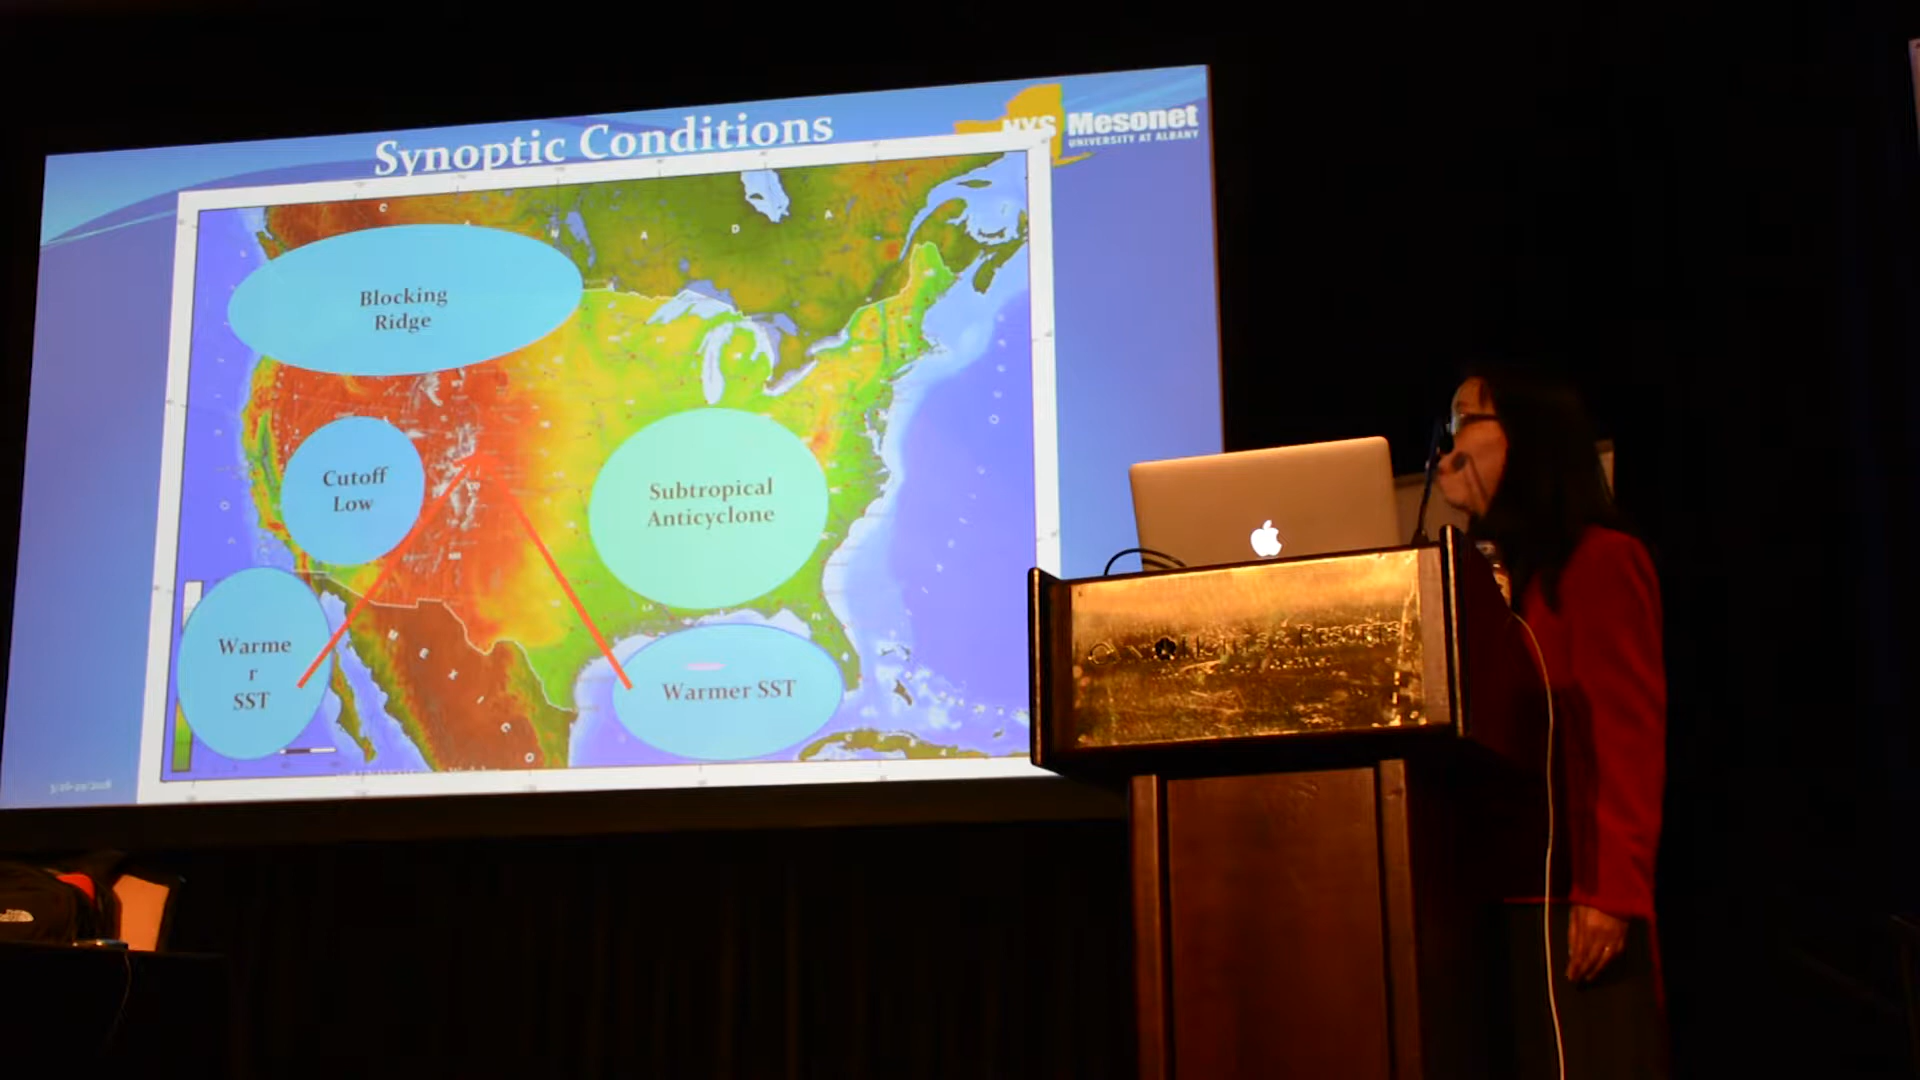 Synoptic Conditions
NYS Mesonet
UNIVERSITY AT ALBANY
Blocking
Ridge
Cutoff
Low
Subtropical
Anticyclone
Warme
r
SST
Warmer SST